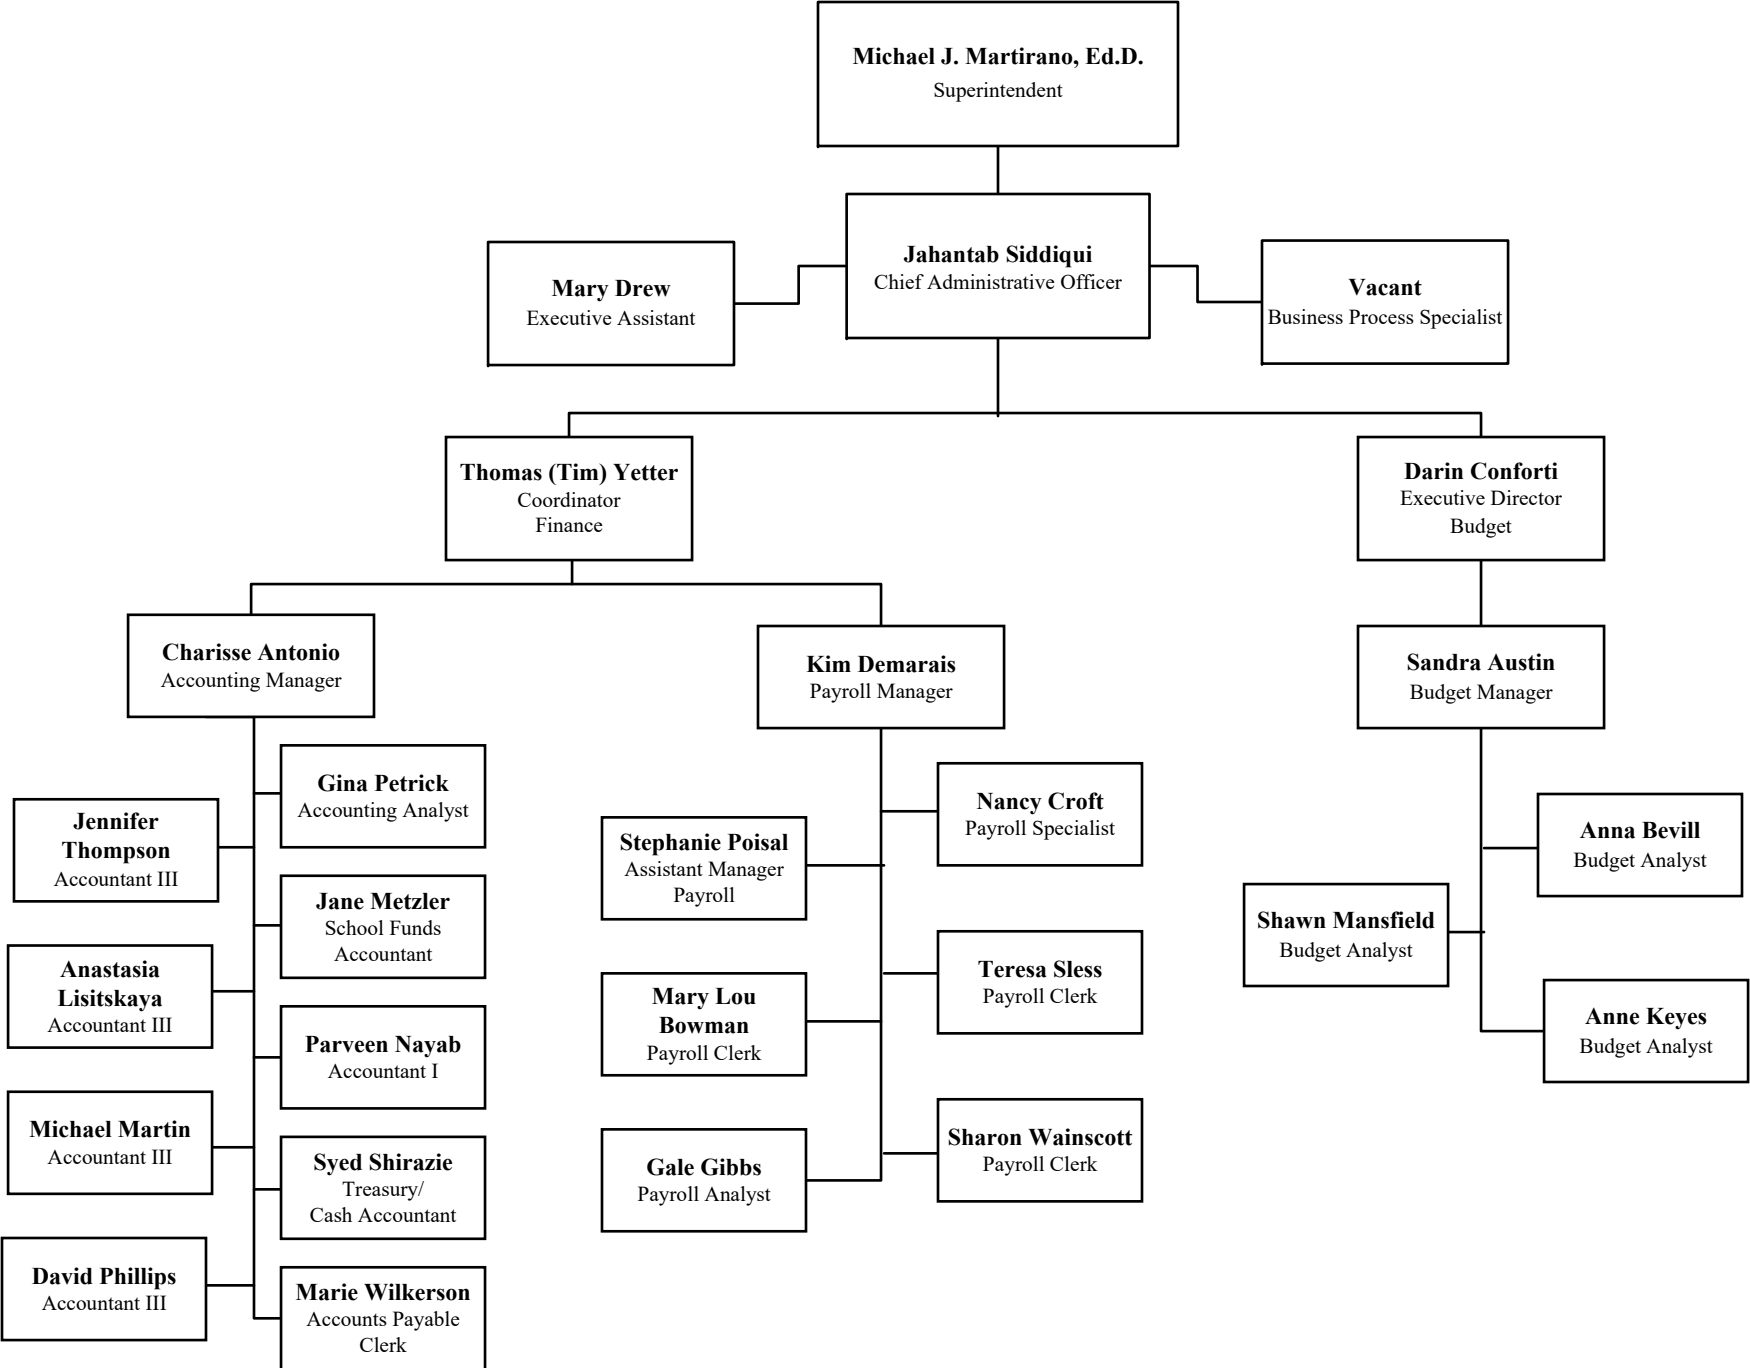 Michael J. Martirano, Ed.D.
Superintendent
Jahantab Siddiqui
Chief Administrative Officer
Mary Drew
Executive Assistant
Vacant
Business Process Specialist
Thomas (Tim) Yetter
Coordinator
Finance
Darin Conforti
Executive Director
Budget
Charisse Antonio
Accounting Manager
Kim Demarais
Payroll Manager
Sandra Austin
Budget Manager
Gina Petrick
Accounting Analyst
Jennifer
Thompson
Accountant III
Jane Metzler
School Funds
Accountant
Anastasia
Lisitskaya
Accountant III
Parveen Nayab
Accountant I
Michael Martin
Accountant III
Syed Shirazie
Treasury/
Cash Accountant
David Phillips
Accountant III
Marie Wilkerson
Accounts Payable
Clerk
Nancy Croft
Payroll Specialist
Stephanie Poisal
Assistant Manager
Payroll
Teresa Sless
Payroll Clerk
Mary Lou
Bowman
Payroll Clerk
Sharon Wainscott
Payroll Clerk
Gale Gibbs
Payroll Analyst
Anna Bevill
Budget Analyst
Shawn Mansfield
Budget Analyst
Anne Keyes
Budget Analyst